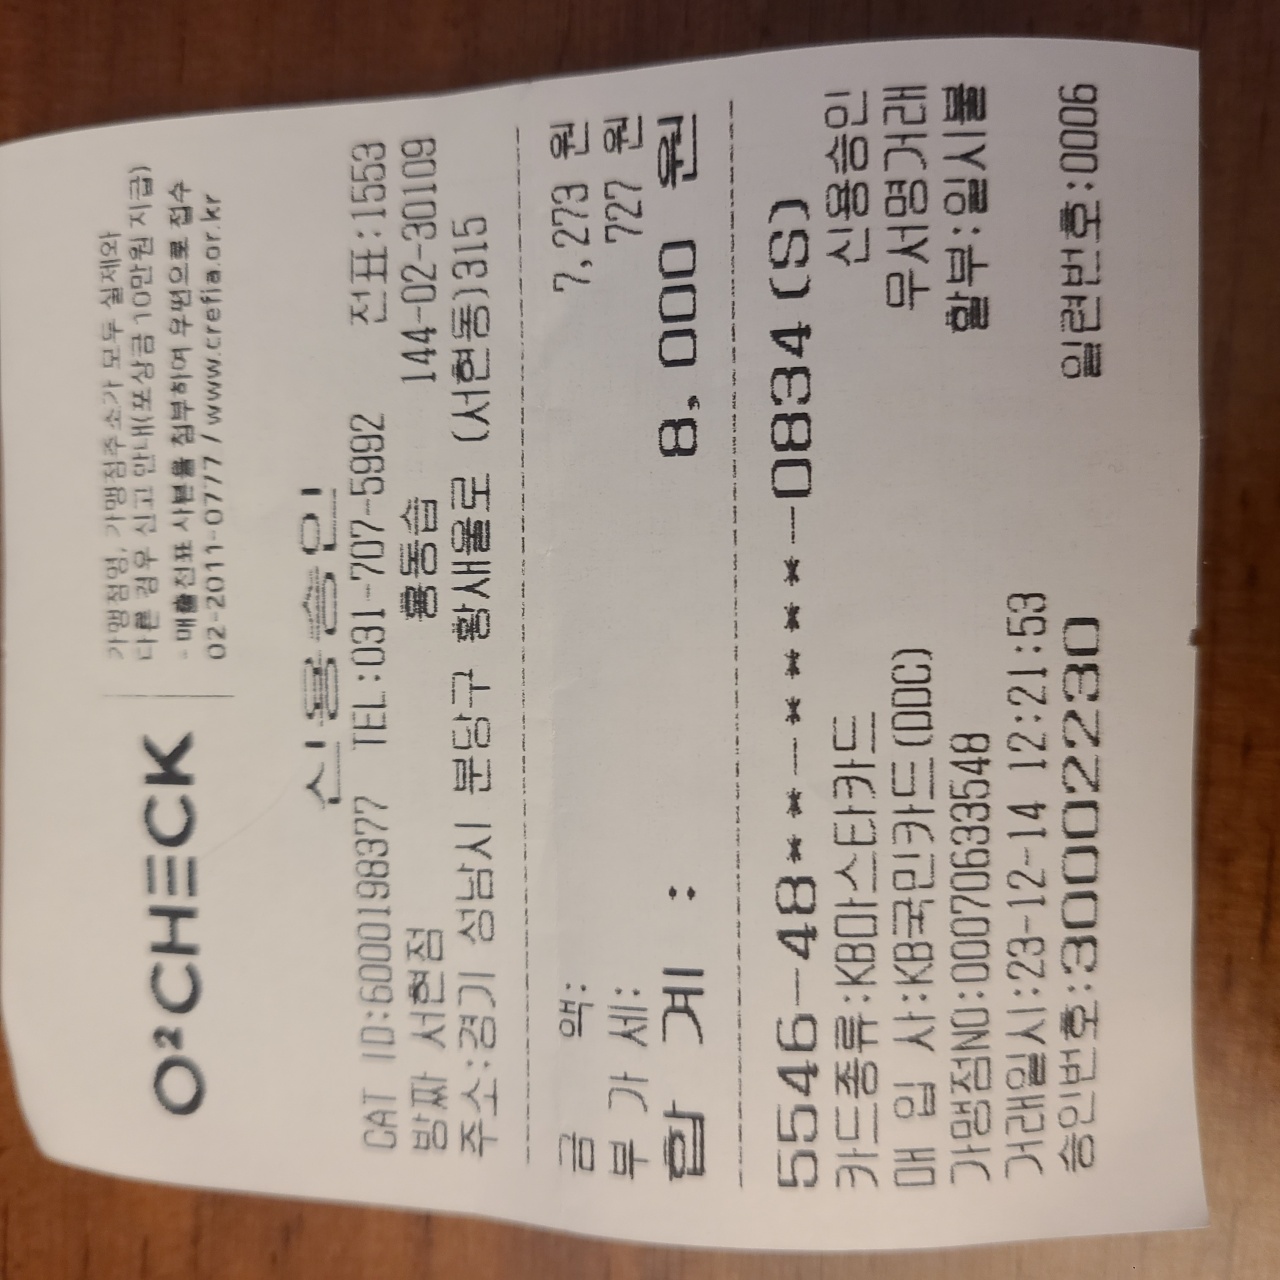 O²CHECK
가맹점명, 가맹점주소가 모두 실제와
다른 경우 신고 안내(포상금 10만원 지급)
- 매출전표 사본을 첨부하여 우편으로 접수
02-2011-0777 / www.crefia.or.kr
신용승인
CAT ID:6000198377 TEL:031-707-5992 전표:1553
방짜 서현점 홍동습 144-02-30109
주소:경기 성남시 분당구 황새울로 (서현동)315
금 액: 7,273 원
부 가 세: 727 원
합 계 : 8,000 원
5546-48**-****-0834(S)
카드종류:KB마스타카드 신용승인
매 입 사:KB국민카드(DDC) 무서명거래
가맹점NO:00070633548 할부:일시불
거래일시:23-12-14 12:21:53
승인번호:30002230 일련번호:0006